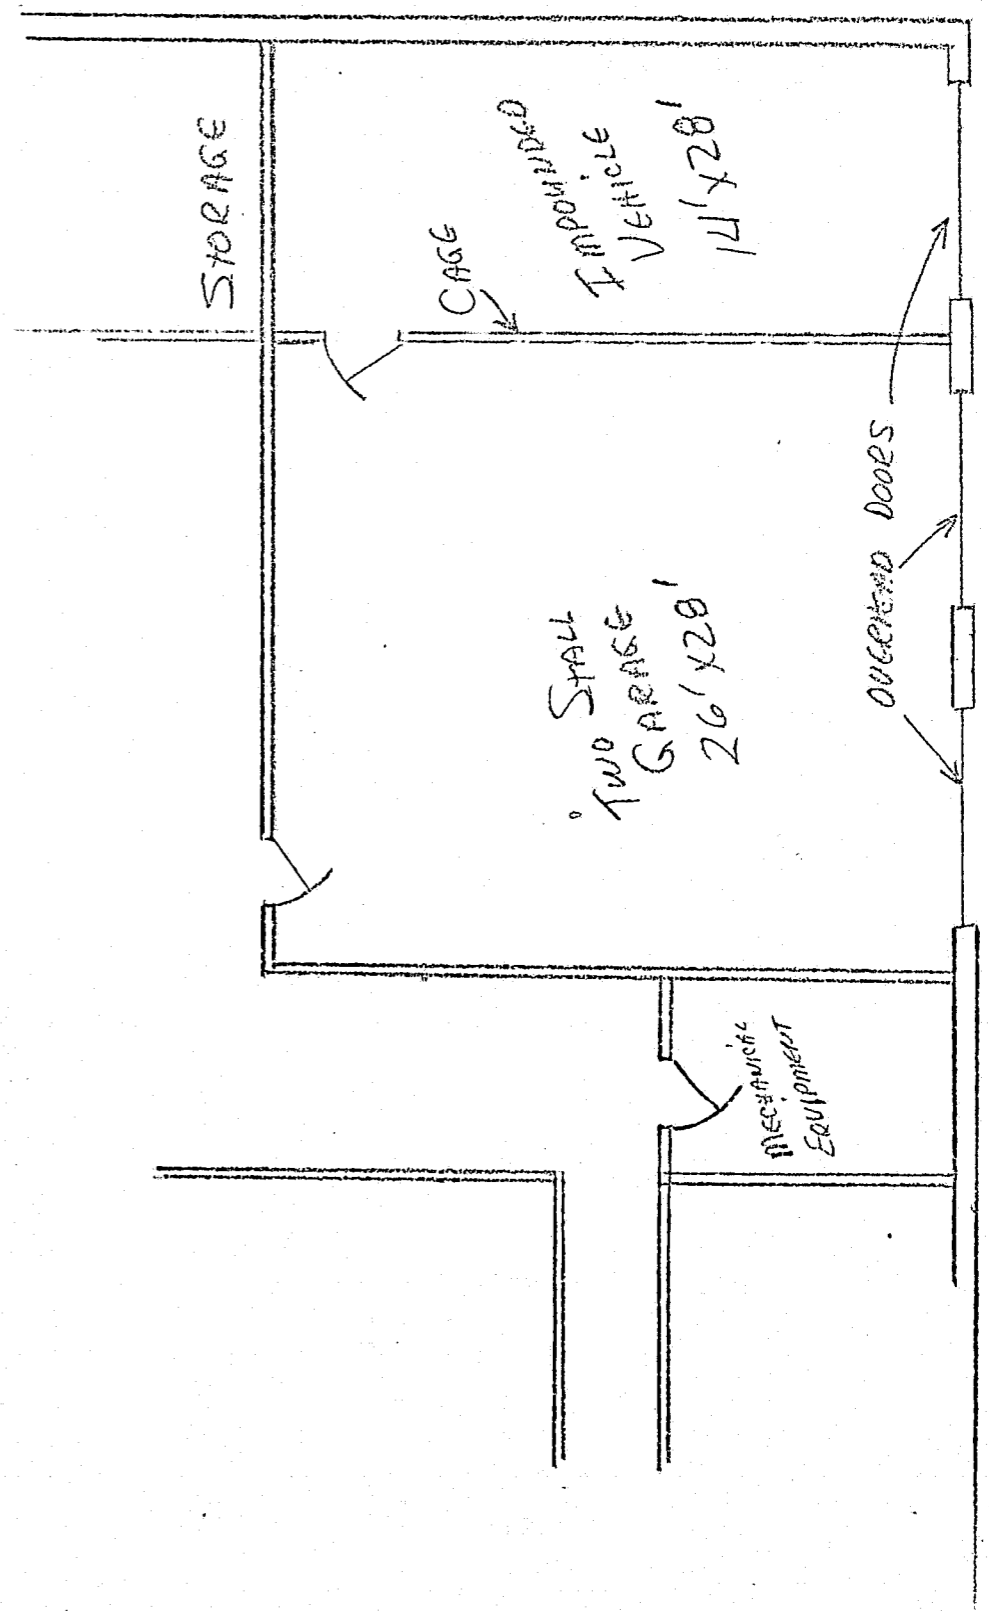 STORAGE
CAGE
IMPOUNDED
VEHICLE
14'X28'
OVERHEAD DOORS
TWO STALL
GARAGE
26'X28'
MECHANICAL
EQUIPMENT